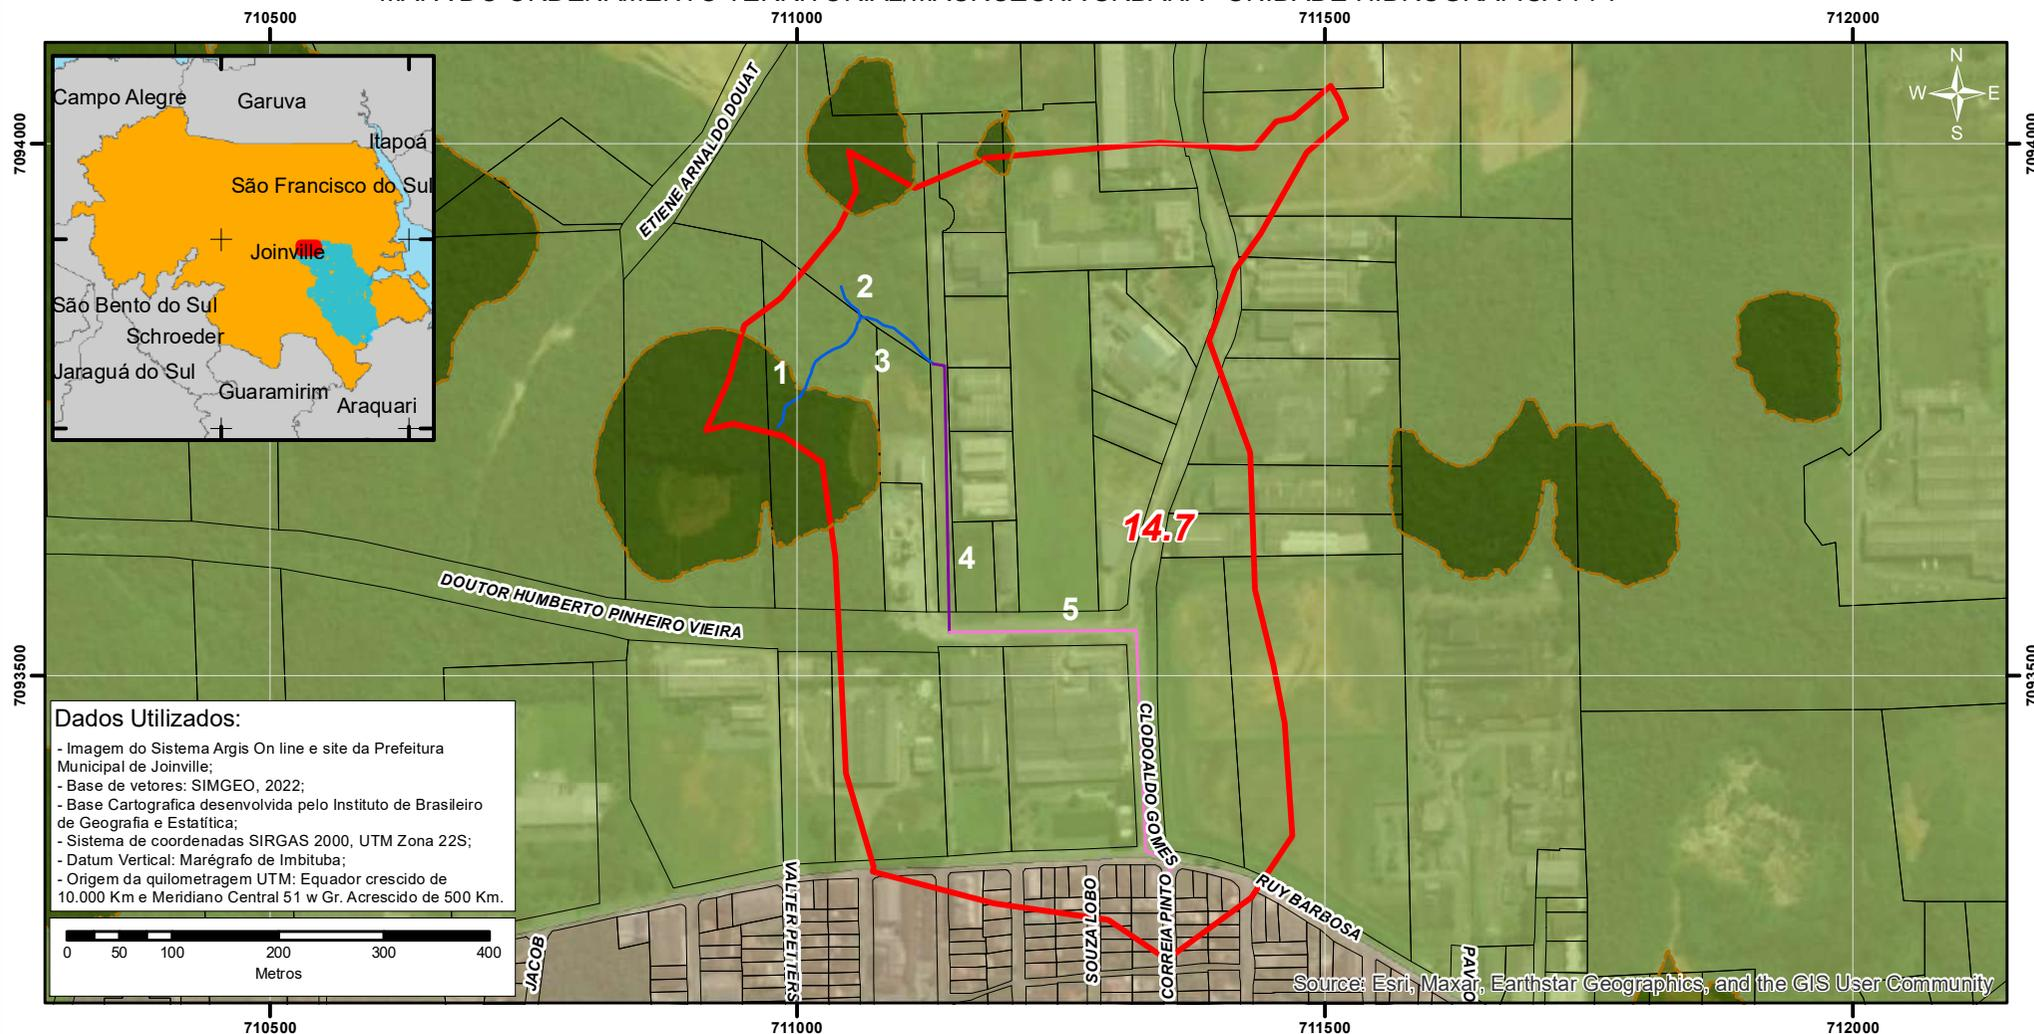 710500
711000
711500
712000
7094000
7094000
7093500
7093500
Campo Alegre
Garuva
Itapoá
São Francisco do Sul
Joinville
São Bento do Sul
Schroeder
Jaraguá do Sul
Guaramirim
Araquari
ETIENE ARNALDO DOUAT
N
W
E
S
2
1
3
4
14.7
5
DOUTOR HUMBERTO PINHEIRO VIEIRA
CLODOALDO GOMES
VALTER PETTERS
SOUZA LOBO
CORREIA PINTO
RUY BARBOSA
JACOB
Dados Utilizados:
- Imagem do Sistema Argis On line e site da Prefeitura
Municipal de Joinville;
- Base de vetores: SIMGEO, 2022;
- Base Cartografica desenvolvida pelo Instituto de Brasileiro
de Geografia e Estatítica;
- Sistema de coordenadas SIRGAS 2000, UTM Zona 22S;
- Datum Vertical: Marégrafo de Imbituba;
- Origem da quilometragem UTM: Equador crescido de
10.000 Km e Meridiano Central 51 w Gr. Acrescido de 500 Km.
0 50 100 200 300 400
Metros
Source: Esri, Maxar, Earthstar Geographics, and the GIS User Community
710500
711000
711500
712000